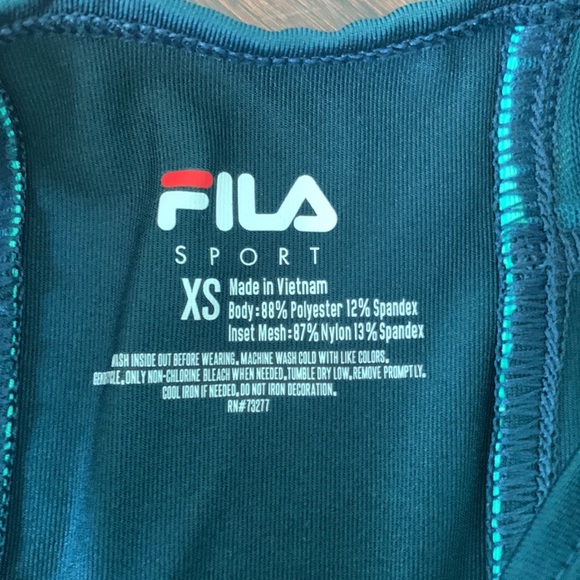 FILA
SPORT
XS
Made in Vietnam
Body:88% Polyester 12% Spandex
Inset Mesh:87% Nylon 13% Spandex
INSIDE OUT BEFORE WEARING. MACHINE WASH COLD WITH LIKE COLORS.
ONLY NON-CHLORINE BLEACH WHEN NEEDED. TUMBLE DRY LOW. REMOVE PROMPTLY.
COOL IRON IF NEEDED. DO NOT IRON DECORATION.
RN#73277